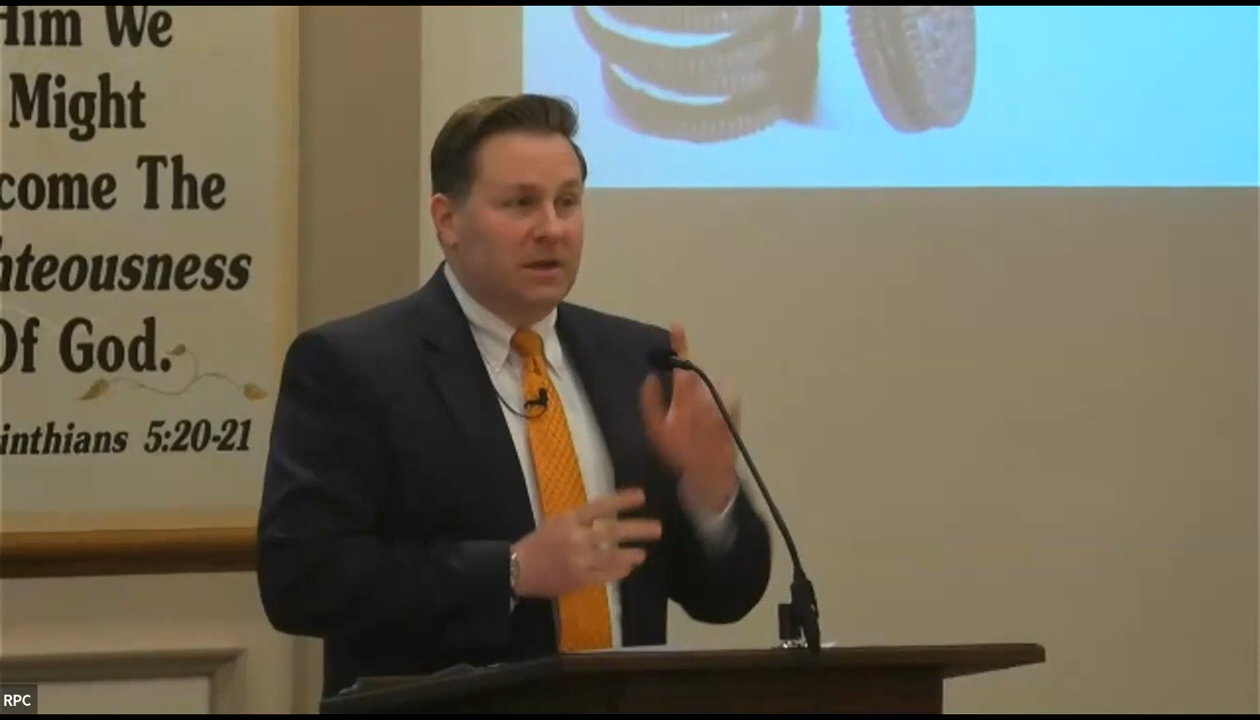 Him We
Might
come The
hteousness
Of God.
inthians 5:20-21
RPC